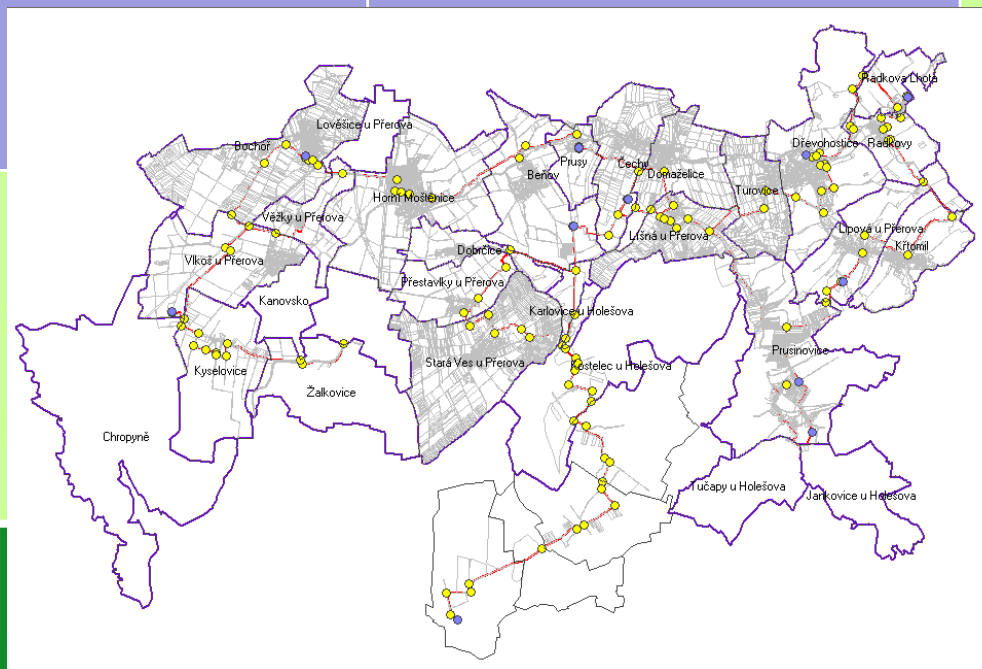 Radkova Lhota
Lověšice u Přerova
Bochoř
Dřevohostice
Radkovy
Prusy
Čechy
Domaželice
Beňov
Turovice
Horní Moštěnice
Věžky u Přerova
Lipová u Přerova
Líšná u Přerova
Křtomil
Dobrčice
Vlkoš u Přerova
Přestavlky u Přerova
Kanovsko
Karlovice u Holešova
Prusinovice
Stará Ves u Přerova
Kostelec u Holešova
Kyselovice
Žalkovice
Chropyně
Tučapy u Holešova
Jankovice u Holešova